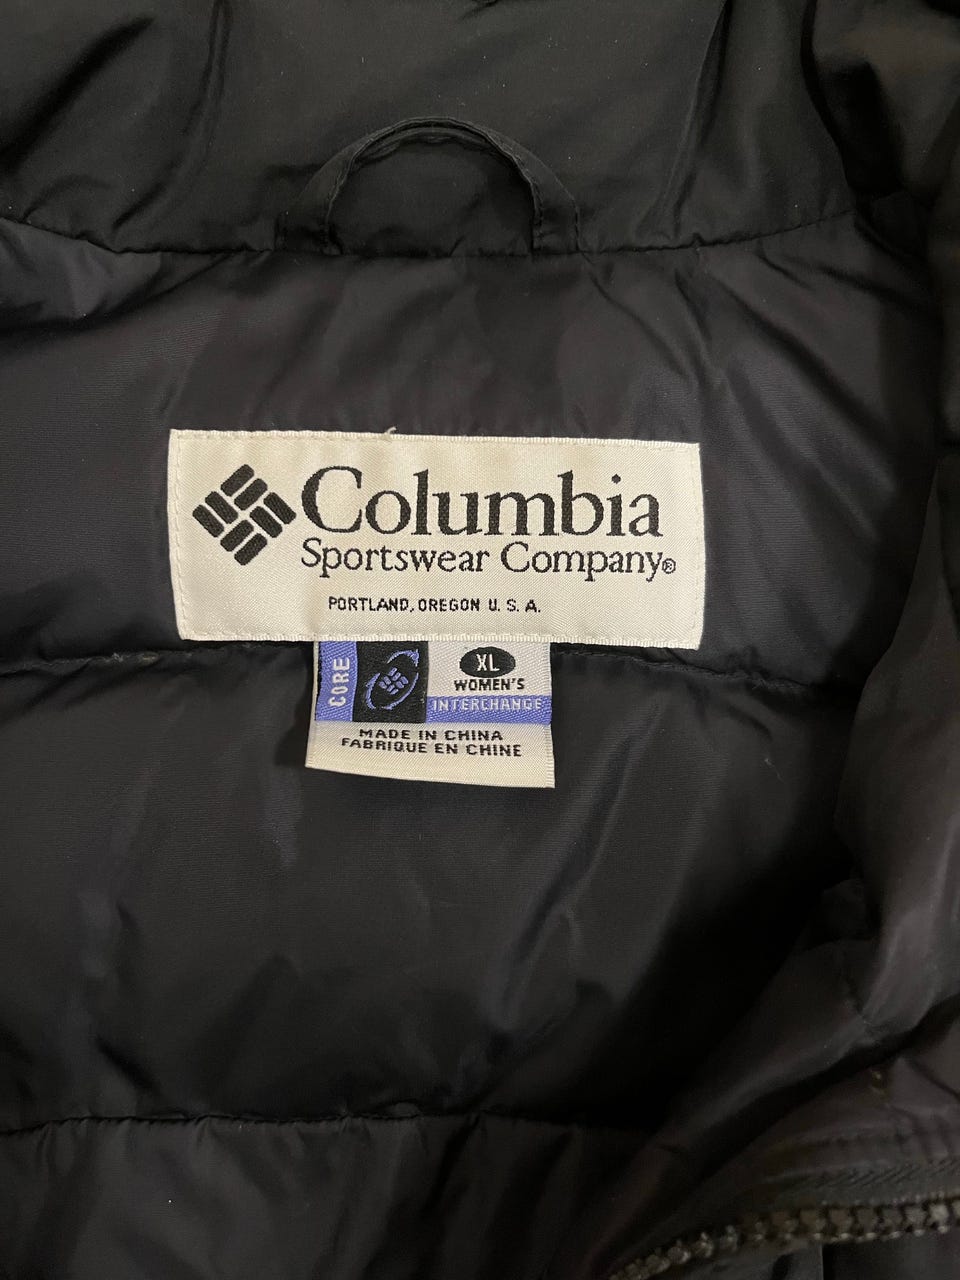 Columbia
Sportswear Company®
PORTLAND, OREGON U. S. A.
CORE
XL
WOMEN'S
INTERCHANGE
MADE IN CHINA
FABRIQUE EN CHINE